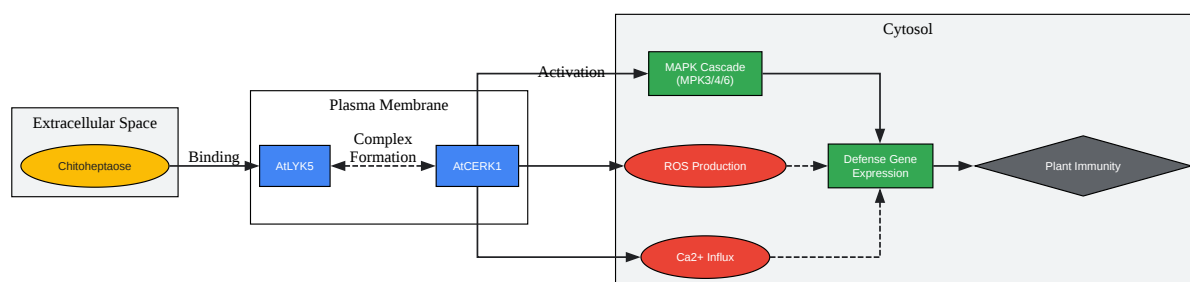 Extracellular Space
Chitoheptaose
Binding
Plasma Membrane
AtLYK5
Complex
Formation
AtCERK1
Activation
Cytosol
MAPK Cascade
(MPK3/4/6)
ROS Production
Ca2+ Influx
Defense Gene
Expression
Plant Immunity